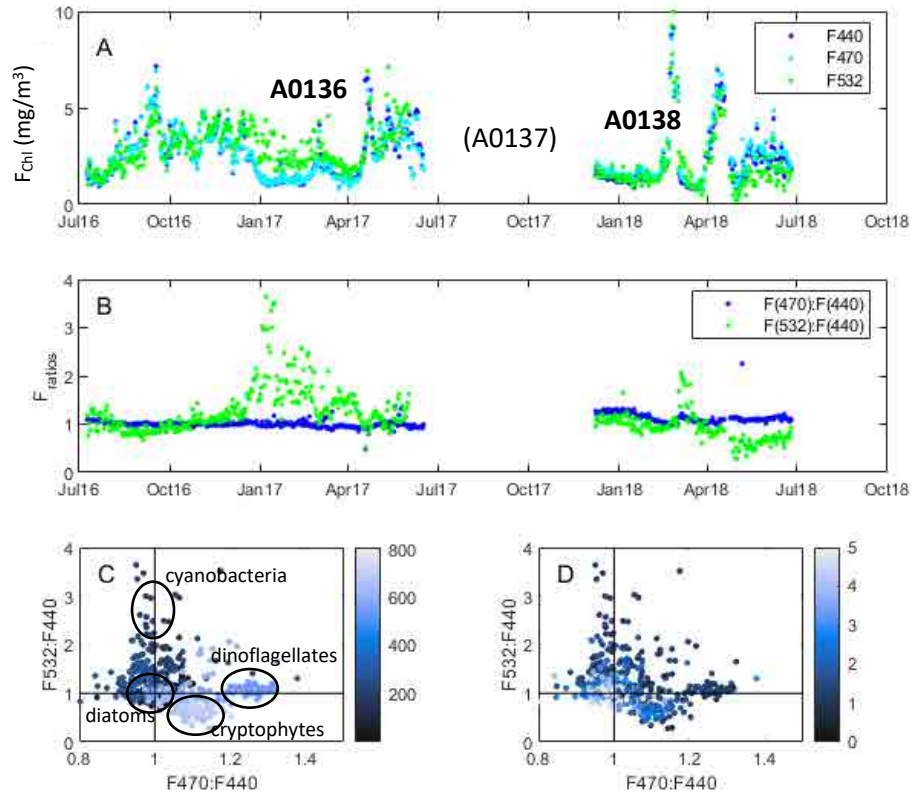 10
5
0
F_Chl (mg/m³)
A
A0136
(A0137)
A0138
F440
F470
F532
Jul16 Oct16 Jan17 Apr17 Jul17 Oct17 Jan18 Apr18 Jul18 Oct18
4
3
2
1
0
F_ratios
B
F(470):F(440)
F(532):F(440)
Jul16 Oct16 Jan17 Apr17 Jul17 Oct17 Jan18 Apr18 Jul18 Oct18
4
3
2
1
0
F532:F440
C
cyanobacteria
dinoflagellates
diatoms
cryptophytes
0.8 1 1.2
F470:F440
800
600
400
200
4
3
2
1
0
F532:F440
D
0.8 1 1.2
F470:F440
5
4
3
2
1
0